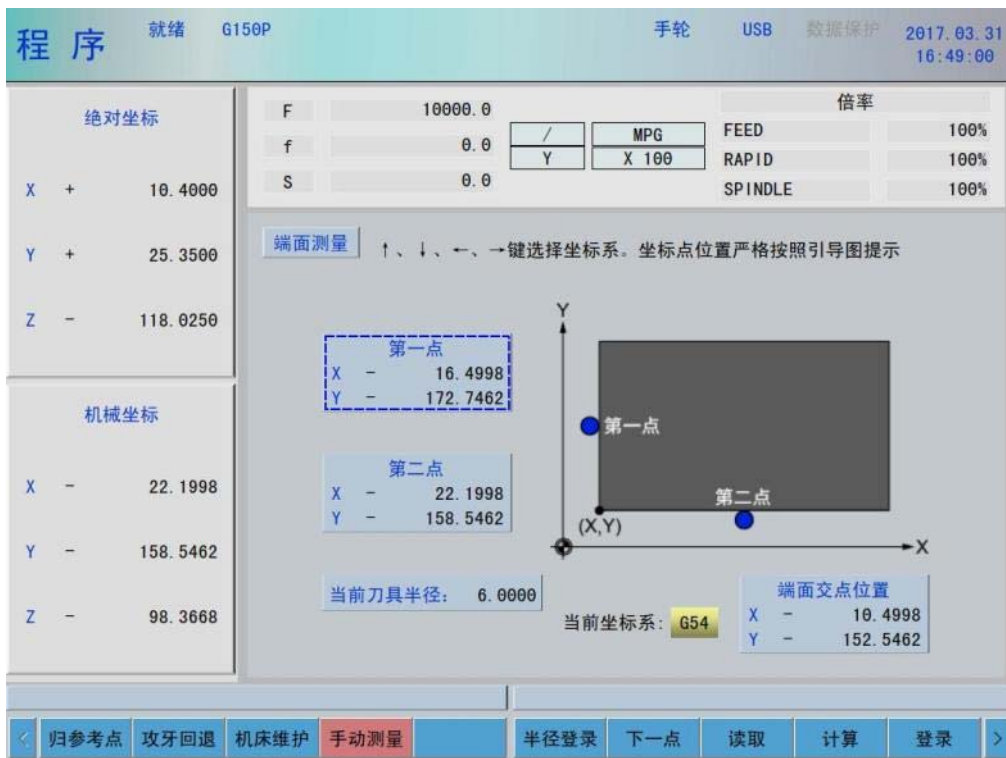 程 序 就绪 G150P 手轮 USB 数据保护 2017.03.31
16:49:00
绝对坐标
X + 10.4000
Y + 25.3500
Z - 118.0250
机械坐标
X - 22.1998
Y - 158.5462
Z - 98.3668
F 10000.0
f 0.0
S 0.0
/ MPG
Y X 100
倍率
FEED 100%
RAPID 100%
SPINDLE 100%
端面测量 ↑、↓、←、→键选择坐标系。坐标点位置严格按照引导图提示
第一点
X - 16.4998
Y - 172.7462
第二点
X - 22.1998
Y - 158.5462
Y
第一点
第二点
(X,Y)
X
当前刀具半径: 6.0000
当前坐标系: G54
端面交点位置
X - 10.4998
Y - 152.5462
< 归参考点 攻牙回退 机床维护 手动测量 半径登录 下一点 读取 计算 登录 >